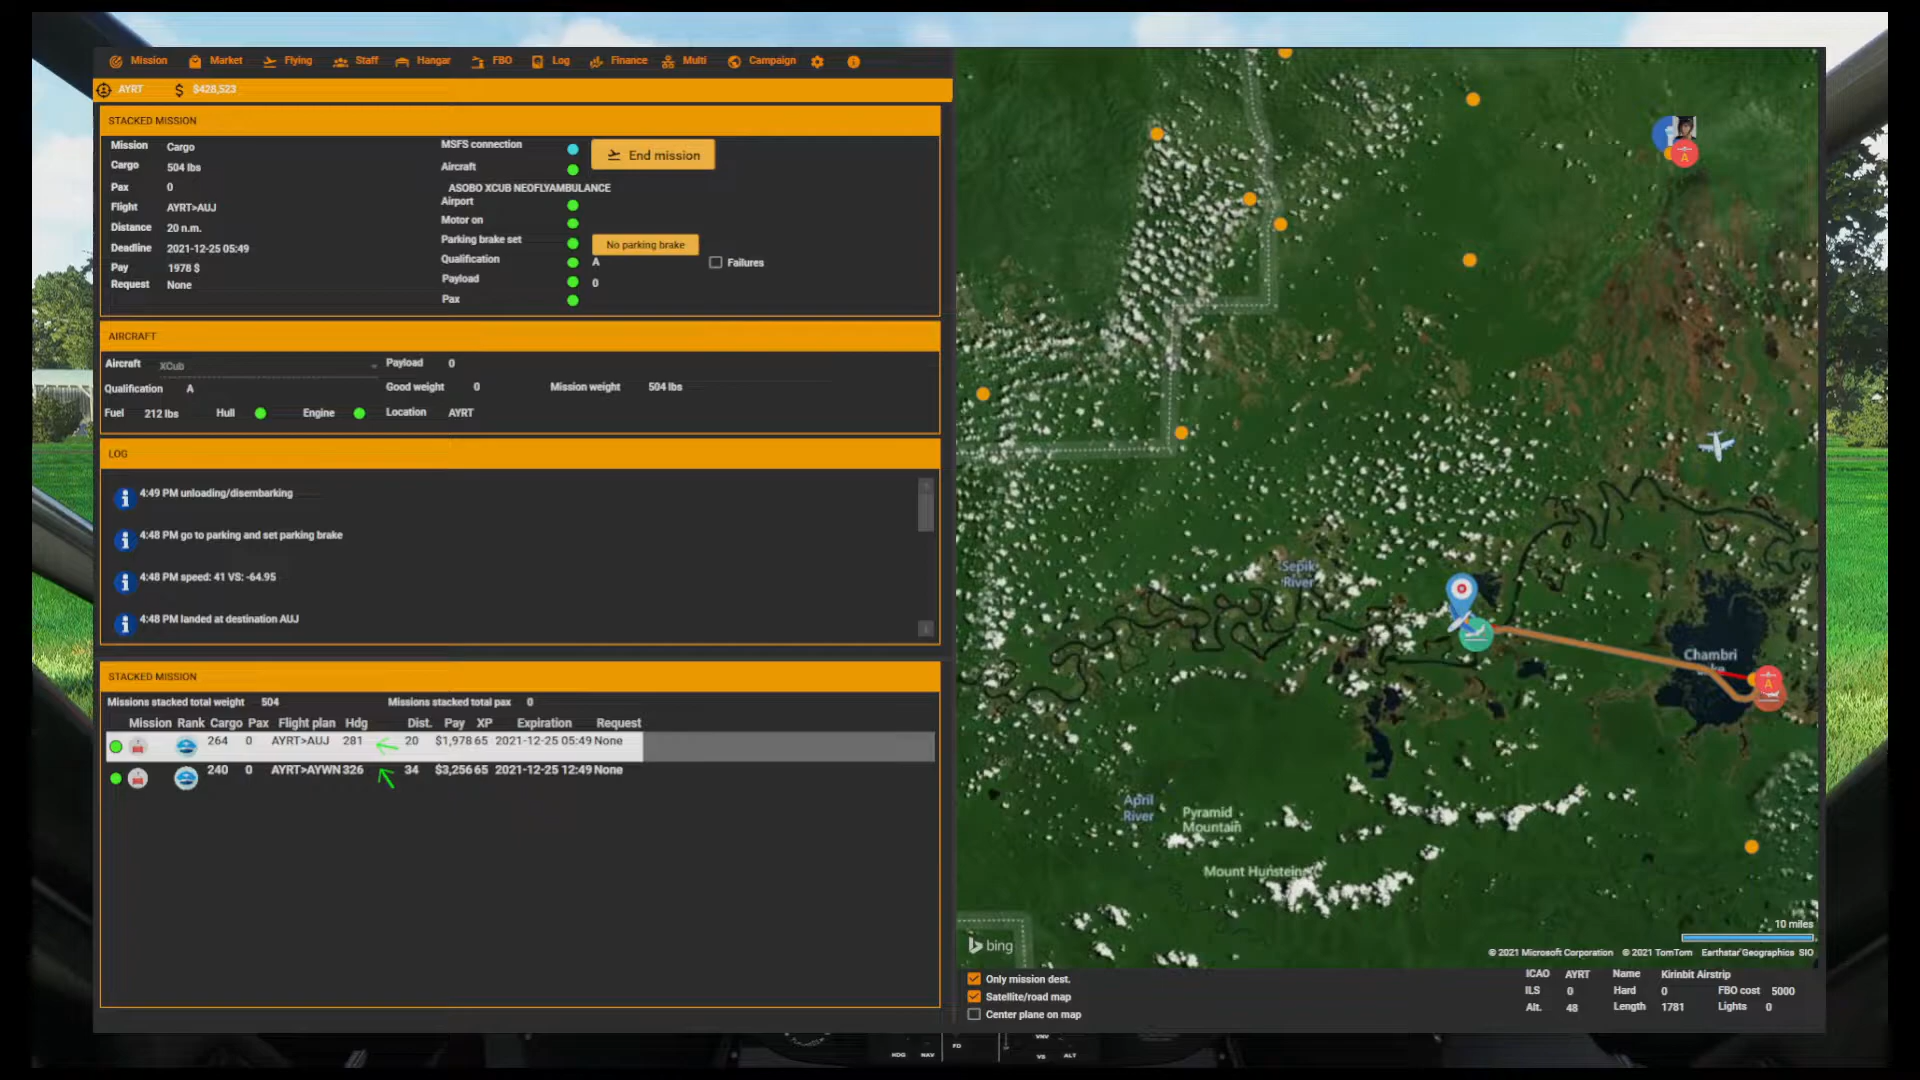 Mission Market Flying Staff Hangar FBO Log Finance Multi Campaign
AYRT $ $428,523
STACKED MISSION
Mission Cargo
Cargo 504 lbs
Pax 0
Flight AYRT>AUJ
Distance 20 n.m.
Deadline 2021-12-25 05:49
Pay 1978 $
Request None
MSFS connection
End mission
Aircraft
ASOBO XCUB NEOFLYAMBULANCE
Airport
Motor on
Parking brake set No parking brake
Qualification A Failures
Payload 0
Pax
AIRCRAFT
Aircraft XCub Payload 0
Qualification A Good weight 0 Mission weight 504 lbs
Fuel 212 lbs Hull Engine Location AYRT
LOG
4:49 PM unloading/disembarking
4:48 PM go to parking and set parking brake
4:48 PM speed: 41 VS: -64.95
4:48 PM landed at destination AUJ
STACKED MISSION
Missions stacked total weight 504 Missions stacked total pax 0
Mission Rank Cargo Pax Flight plan Hdg Dist. Pay XP Expiration Request
264 0 AYRT>AUJ 281 20 $1,978 65 2021-12-25 05:49 None
240 0 AYRT>AYWN 326 34 $3,256 65 2021-12-25 12:49 None
A
Sepik
River
Chambri
A
April
River
Pyramid
Mountain
Mount Hunstein
10 miles
bing
© 2021 Microsoft Corporation © 2021 TomTom Earthstar Geographics SIO
Only mission dest.
Satellite/road map
Center plane on map
ICAO AYRT Name Kirinbit Airstrip
ILS 0 Hard 0 FBO cost 5000
Alt. 48 Length 1781 Lights 0
HDG NAV FD VNV
VS ALT